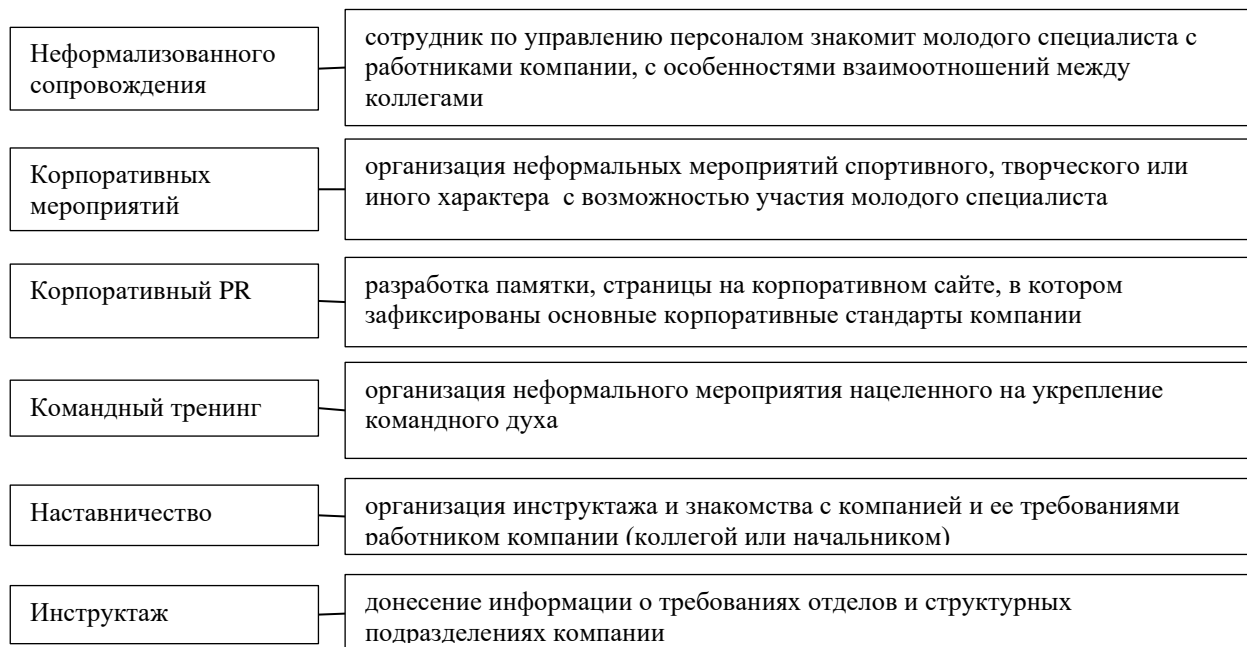 Неформализованного
сопровождения
сотрудник по управлению персоналом знакомит молодого специалиста с
работниками компании, с особенностями взаимоотношений между
коллегами
Корпоративных
мероприятий
организация неформальных мероприятий спортивного, творческого или
иного характера с возможностью участия молодого специалиста
Корпоративный PR
разработка памятки, страницы на корпоративном сайте, в котором
зафиксированы основные корпоративные стандарты компании
Командный тренинг
организация неформального мероприятия нацеленного на укрепление
командного духа
Наставничество
организация инструктажа и знакомства с компанией и ее требованиями
работником компании (коллегой или начальником)
Инструктаж
донесение информации о требованиях отделов и структурных
подразделениях компании